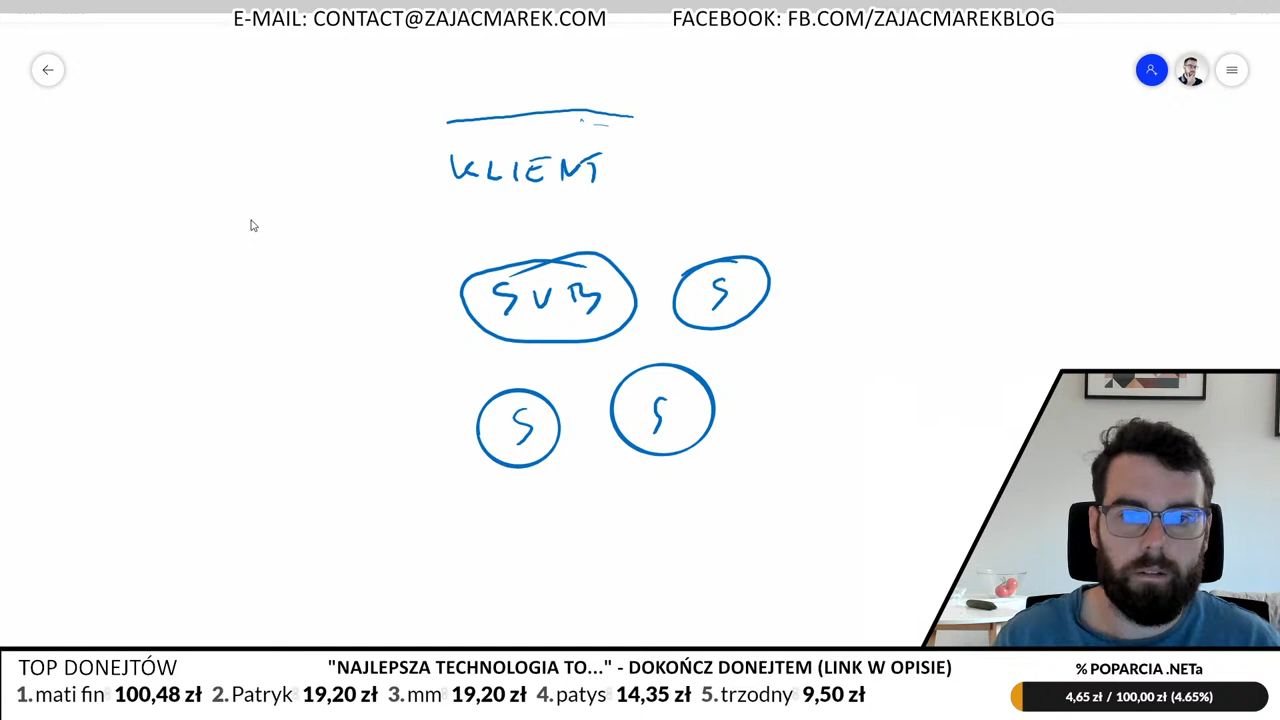 E-MAIL: CONTACT@ZAJACMAREK.COM FACEBOOK: FB.COM/ZAJACMAREKBLOG
KLIENT
SUB S
S S
TOP DONEJTÓW "NAJLEPSZA TECHNOLOGIA TO..." - DOKOŃCZ DONEJTEM (LINK W OPISIE) % POPARCIA .NETa
1. mati fin 100,48 zł 2. Patryk 19,20 zł 3. mm 19,20 zł 4. patys 14,35 zł 5. trzodny 9,50 zł 4,65 zł / 100,00 zł (4.65%)